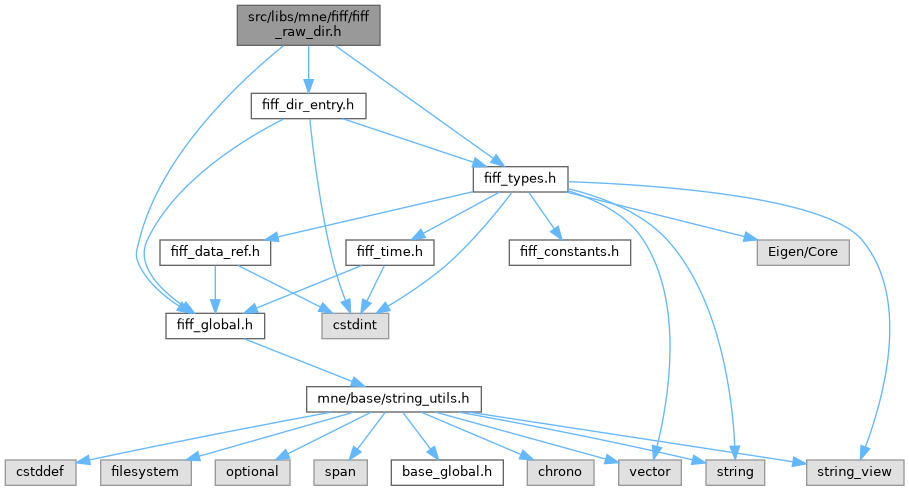 src/libs/mne/fiff/fiff
_raw_dir.h
fiff_dir_entry.h
fiff_types.h
fiff_data_ref.h
fiff_time.h
fiff_constants.h
Eigen/Core
fiff_global.h
cstdint
mne/base/string_utils.h
cstddef
filesystem
optional
span
base_global.h
chrono
vector
string
string_view